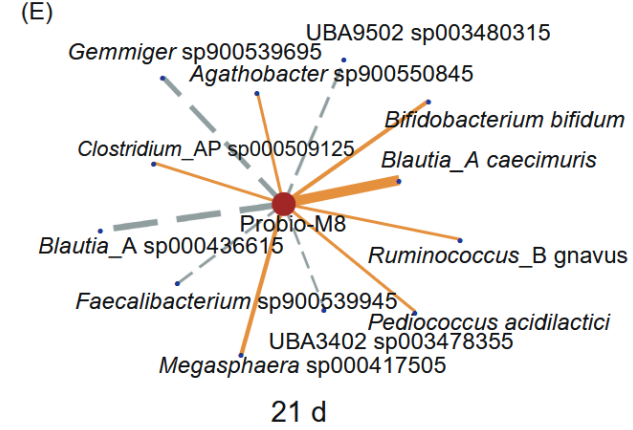 (E)
UBA9502 sp003480315
Gemmiger sp900539695
Agathobacter sp900550845
Bifidobacterium bifidum
Clostridium_AP sp000509125
Blautia_A caecimuris
Probio-M8
Blautia_A sp000436615
Ruminococcus_B gnavus
Faecalibacterium sp900539945
Pediococcus acidilactici
UBA3402 sp003478355
Megasphaera sp000417505
21 d